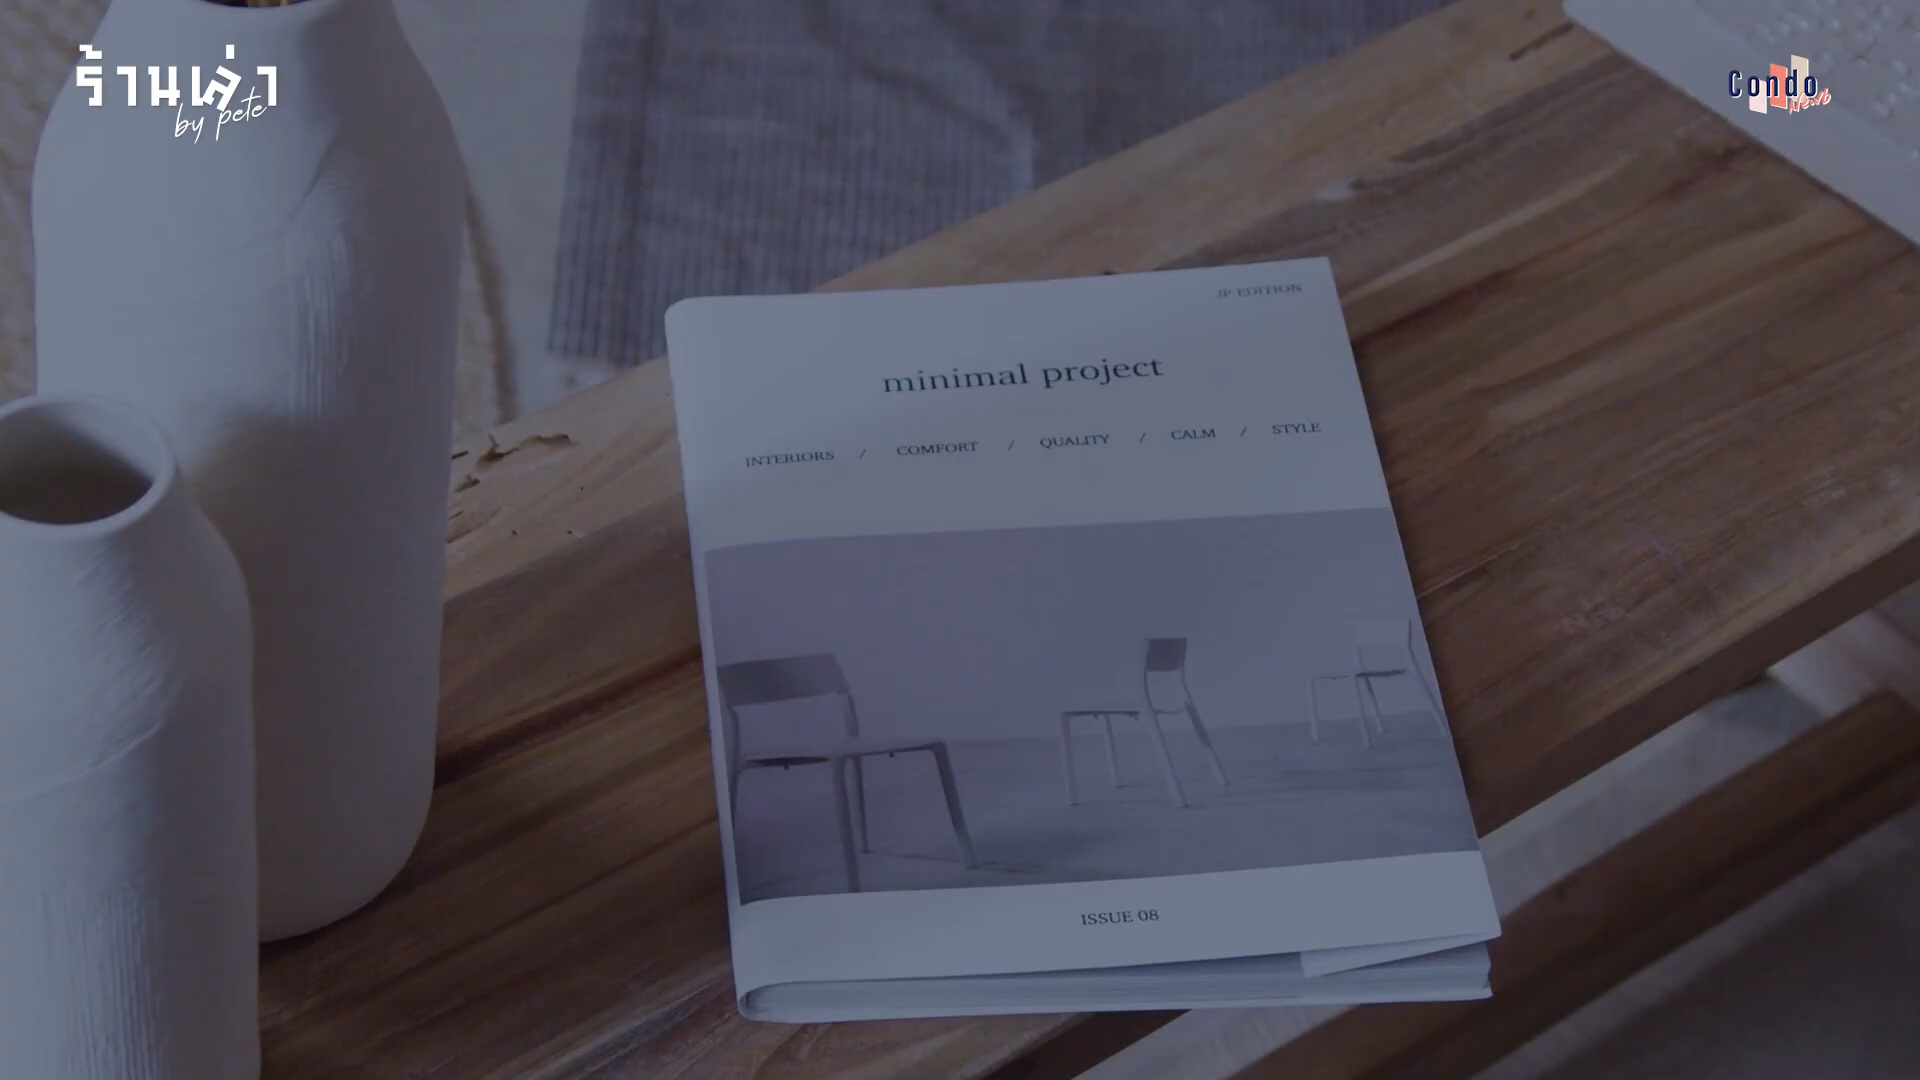 ร้านเล่า
by pete
Condo
News
JP EDITION
minimal project
INTERIORS / COMFORT / QUALITY / CALM / STYLE
ISSUE 08